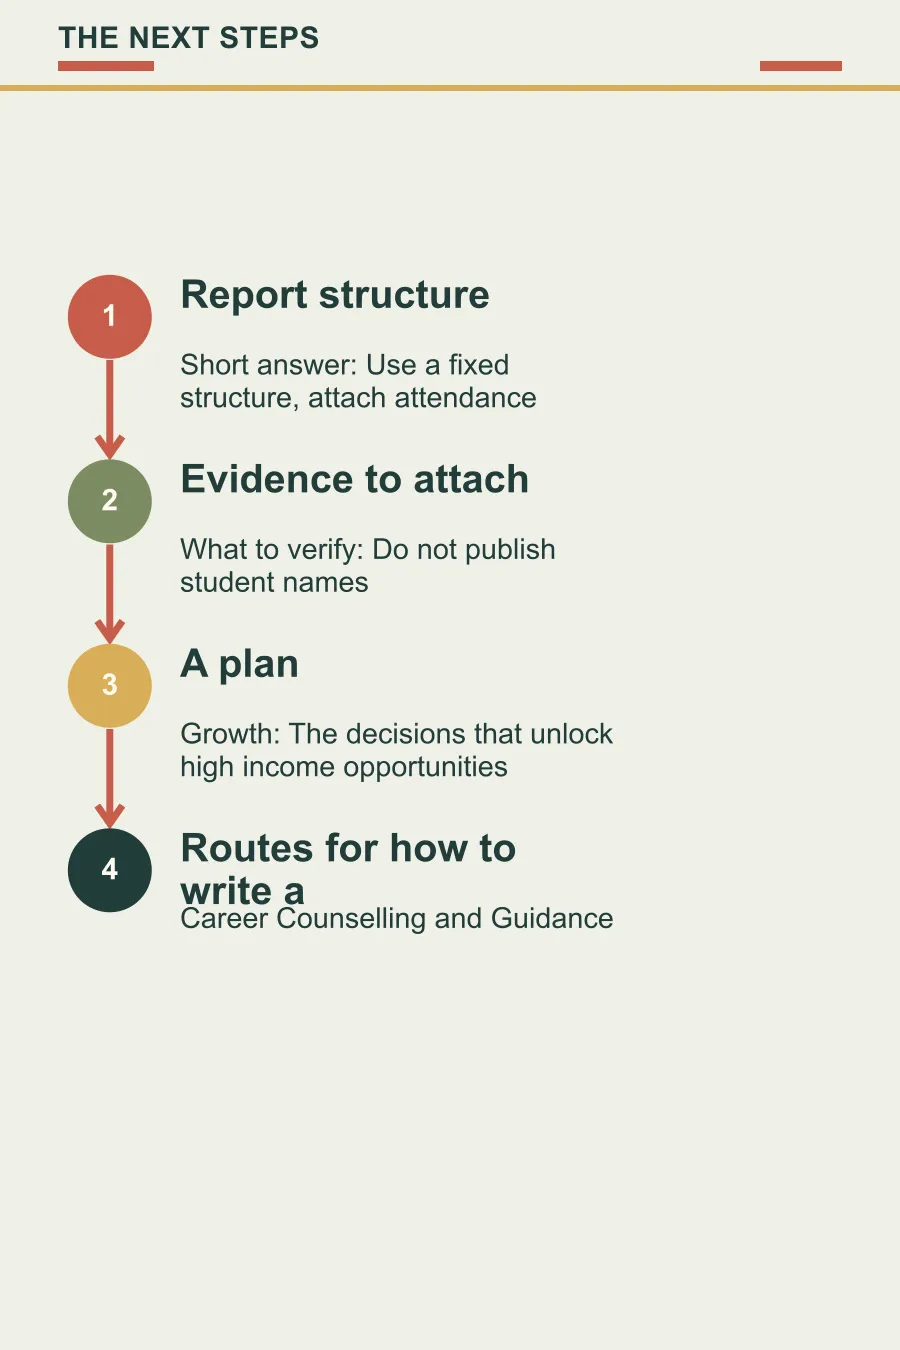 THE NEXT STEPS
1
Report structure
Short answer: Use a fixed
structure, attach attendance
2
Evidence to attach
What to verify: Do not publish
student names
3
A plan
Growth: The decisions that unlock
high income opportunities
4
Routes for how to
write a
Career Counselling and Guidance